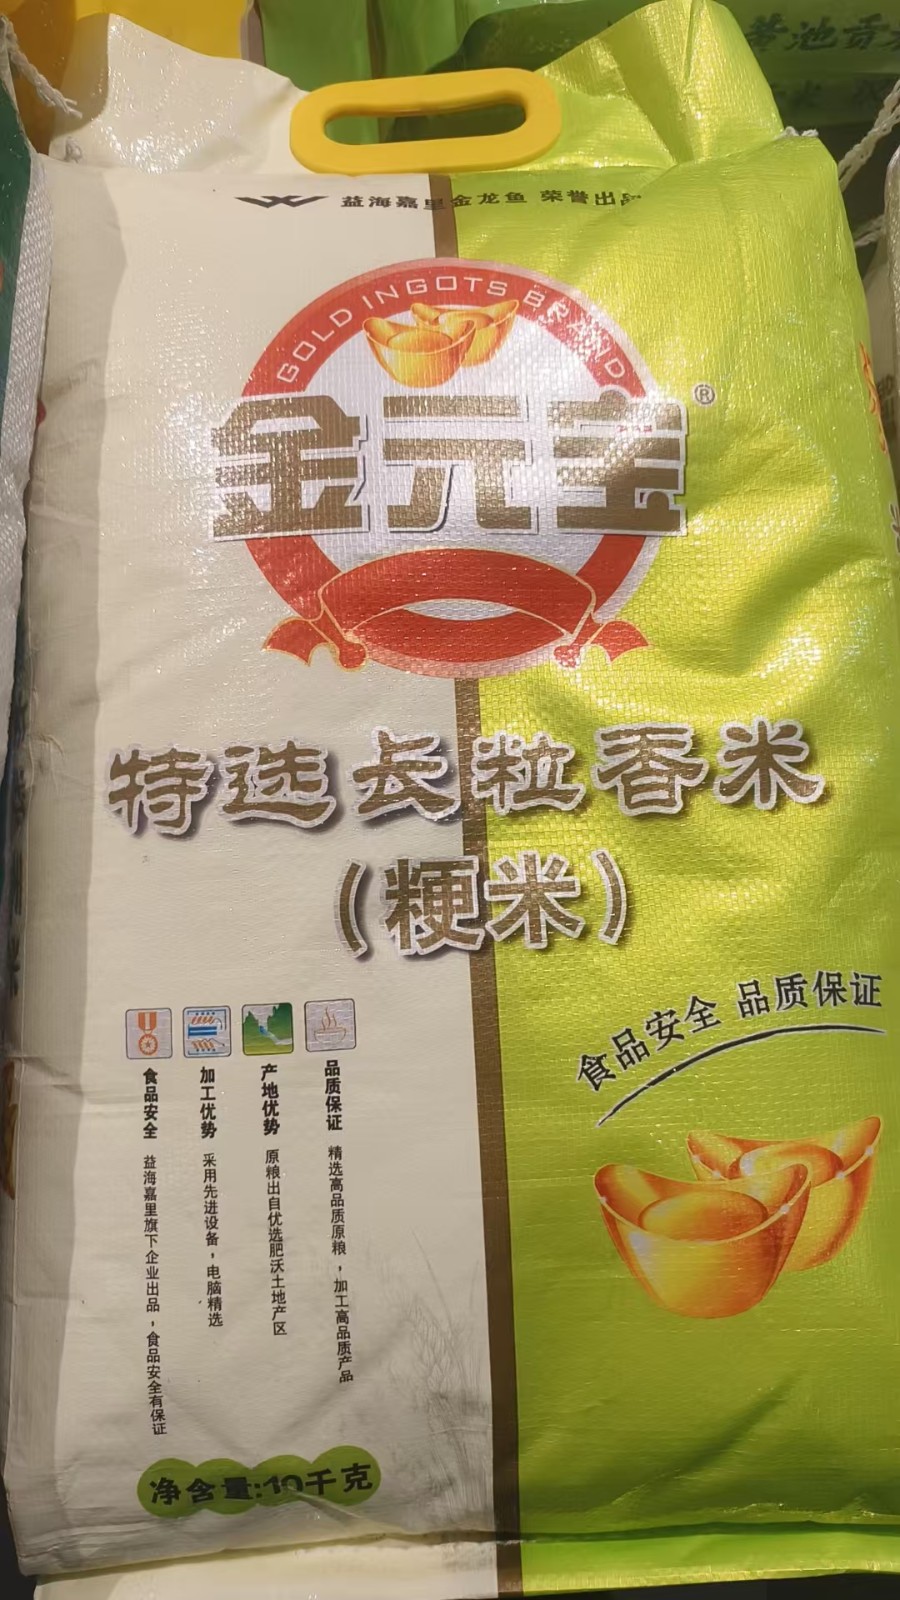 益海嘉里金龙鱼 荣誉出品
GOLD INGOTS BRAND
金元宝®
特选长粒香米
(粳米)
食品安全 品质保证
品质保证 精选高品质原粮，加工高品质产品
产地优势 原粮出自优选肥沃土地产区
加工优势 采用先进设备，电脑精选
食品安全 益海嘉里旗下企业出品，食品安全有保证
净含量:10千克